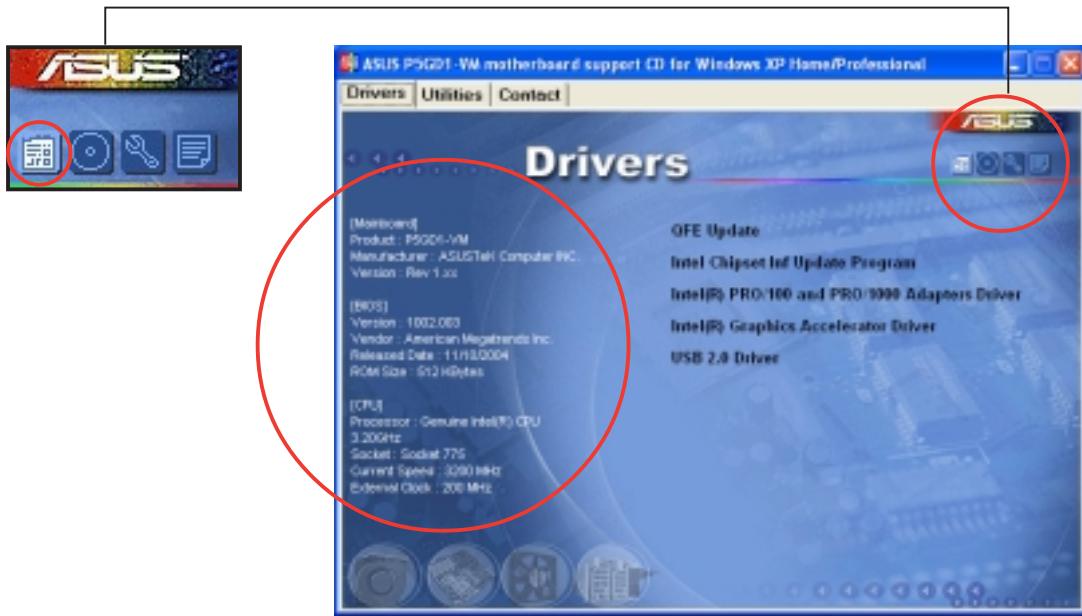 ASUS
ASUS P5GD1-VM motherboard support CD for Windows XP Home/Professional
Drivers Utilities Contact
ASUS
Drivers
[Mainboard]
Product : P5GD1-VM
Manufacturer : ASUSTeK Computer INC.
Version : Rev 1.xx
[BIOS]
Version : 1002.003
Vendor : American Megatrends Inc.
Released Date : 11/10/2004
ROM Size : 512 KBytes
[CPU]
Processor : Genuine Intel(R) CPU
3.20GHz
Socket : Socket 775
Current Speed : 3200 MHz
External Clock : 200 MHz
QFE Update
Intel Chipset Inf Update Program
Intel(R) PRO/100 and PRO/1000 Adapters Driver
Intel(R) Graphics Accelerator Driver
USB 2.0 Driver